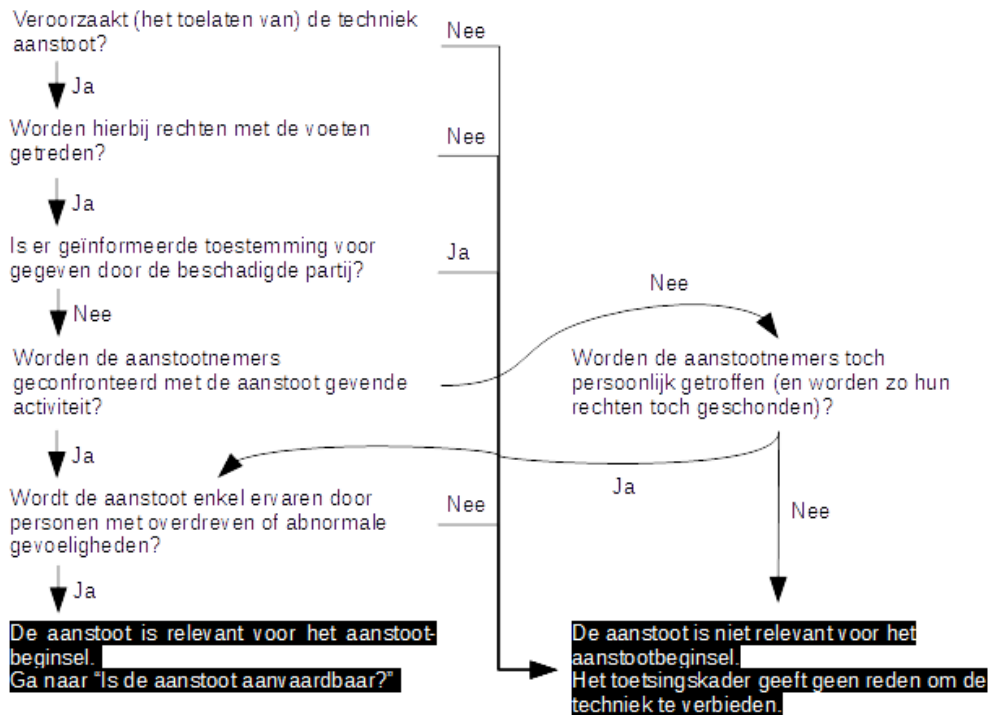 Veroorzaakt (het toelaten van) de techniek
aanstoot?
Nee
Ja
Worden hierbij rechten met de voeten
getreden?
Nee
Ja
Is er geïnformeerde toestemming voor
gegeven door de beschadigde partij?
Ja
Nee
Worden de aanstootnemers
geconfronteerd met de aanstoot gevende
activiteit?
Nee
Worden de aanstootnemers toch
persoonlijk getroffen (en worden zo hun
rechten toch geschonden)?
Ja
Ja
Nee
Wordt de aanstoot enkel ervaren door
personen met overdreven of abnormale
gevoeligheden?
Nee
Ja
De aanstoot is relevant voor het aanstoot-
beginsel.
Ga naar “Is de aanstoot aanvaardbaar?”
De aanstoot is niet relevant voor het
aanstootbeginsel.
Het toetsingskader geeft geen reden om de
techniek te verbieden.